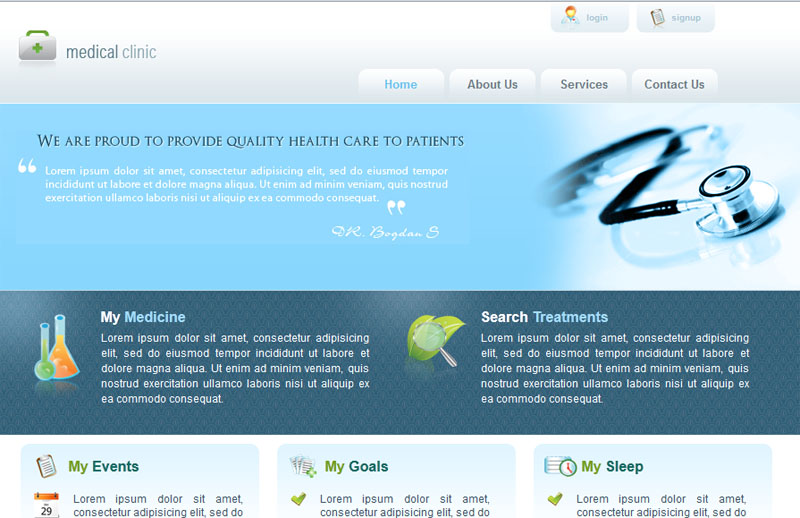 login
signup
medical clinic
Home
About Us
Services
Contact Us
WE ARE PROUD TO PROVIDE QUALITY HEALTH CARE TO PATIENTS
“ Lorem ipsum dolor sit amet, consectetur adipisicing elit, sed do eiusmod tempor
incididunt ut labore et dolore magna aliqua. Ut enim ad minim veniam, quis nostrud
exercitation ullamco laboris nisi ut aliquip ex ea commodo consequat. ”
DR. Bogdan S
My Medicine
Lorem ipsum dolor sit amet, consectetur adipisicing
elit, sed do eiusmod tempor incididunt ut labore et
dolore magna aliqua. Ut enim ad minim veniam, quis
nostrud exercitation ullamco laboris nisi ut aliquip ex
ea commodo consequat.
Search Treatments
Lorem ipsum dolor sit amet, consectetur adipisicing
elit, sed do eiusmod tempor incididunt ut labore et
dolore magna aliqua. Ut enim ad minim veniam, quis
nostrud exercitation ullamco laboris nisi ut aliquip ex
ea commodo consequat.
My Events
29
Lorem ipsum dolor sit amet,
consectetur adipisicing elit, sed do
My Goals
Lorem ipsum dolor sit amet,
consectetur adipisicing elit, sed do
My Sleep
Lorem ipsum dolor sit amet,
consectetur adipisicing elit, sed do